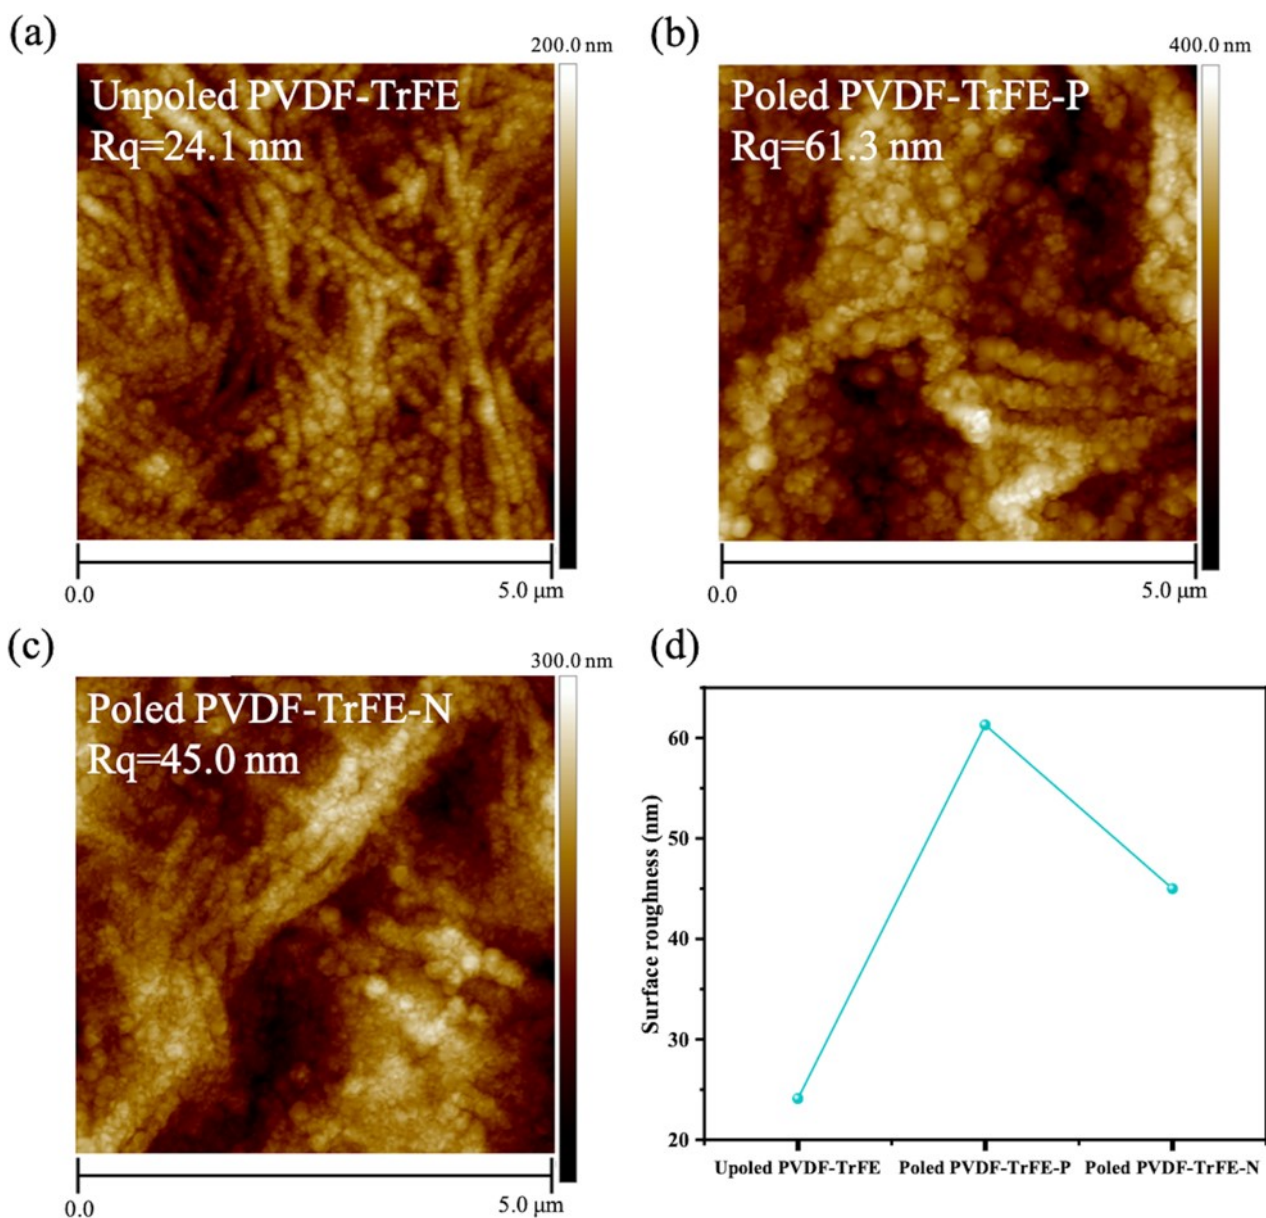 (a)
200.0 nm
Unpoled PVDF-TrFE
Rq=24.1 nm
0.0
5.0 μm
(b)
400.0 nm
Poled PVDF-TrFE-P
Rq=61.3 nm
0.0
5.0 μm
(c)
300.0 nm
Poled PVDF-TrFE-N
Rq=45.0 nm
0.0
5.0 μm
(d)
Surface roughness (nm)
60
50
40
30
20
Upoled PVDF-TrFE
Poled PVDF-TrFE-P
Poled PVDF-TrFE-N